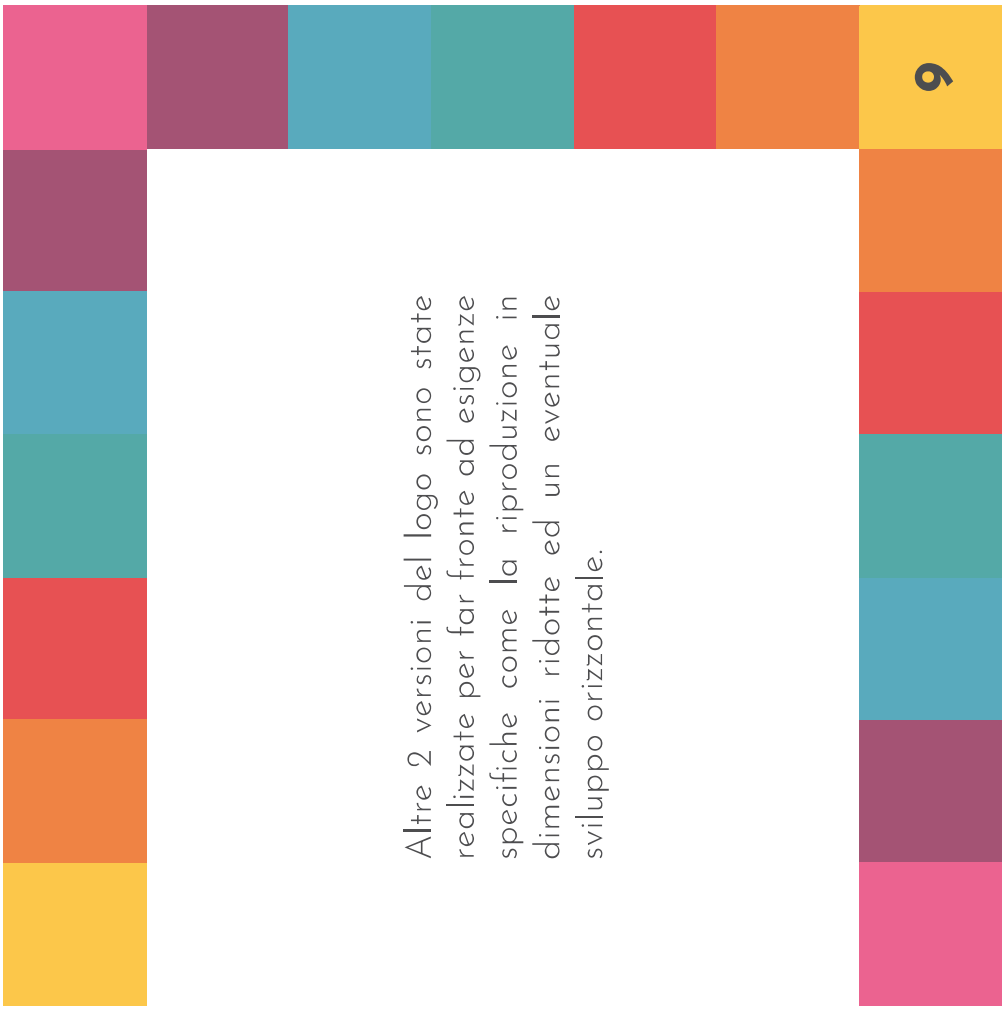 Altre 2 versioni del logo sono state
realizzate per far fronte ad esigenze
specifiche come la riproduzione in
dimensioni ridotte ed un eventuale
sviluppo orizzontale.
9